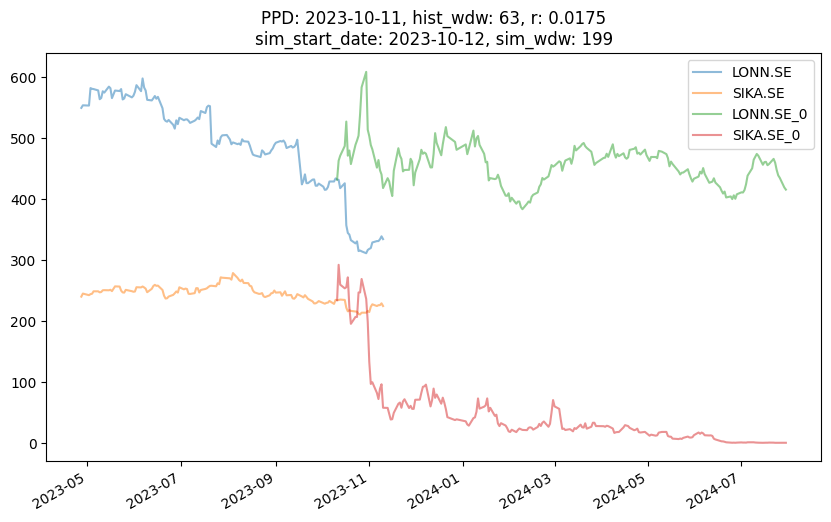 PPD: 2023-10-11, hist_wdw: 63, r: 0.0175
sim_start_date: 2023-10-12, sim_wdw: 199
LONN.SE
SIKA.SE
LONN.SE_0
SIKA.SE_0
600
500
400
300
200
100
0
2023-05
2023-07
2023-09
2023-11
2024-01
2024-03
2024-05
2024-07